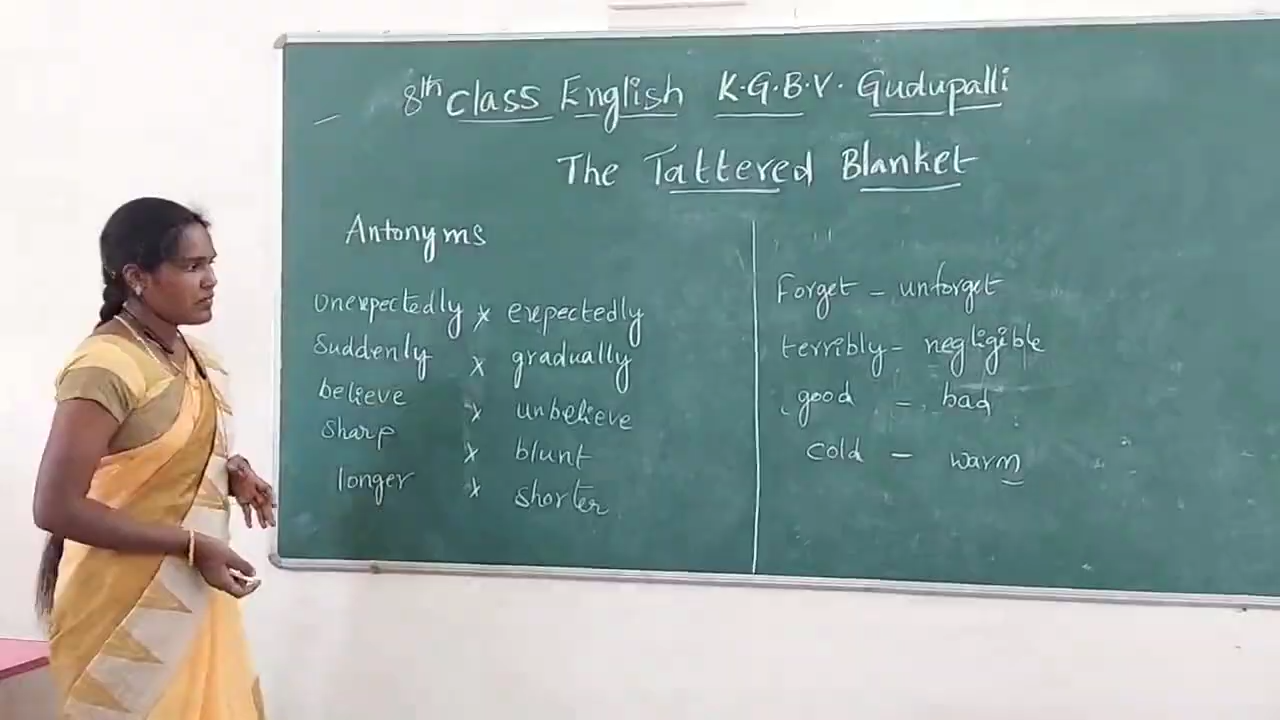 8th Class English K.G.B.V. Gudupalli
The Tattered Blanket
Antonyms
Unexpectedly × expectedly
Suddenly × gradually
believe × unbelieve
Sharp × blunt
longer × shorter
Forget - unforget
terribly - negligible
good - bad
cold - warm